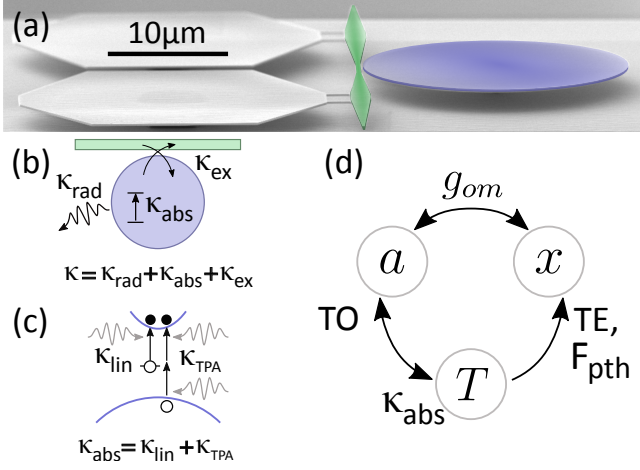 (a)
10μm
(b)
κex
κrad
κabs
κ=κrad+κabs+κex
(c)
κlin
κTPA
κabs=κlin+κTPA
(d)
gom
a
x
TO
TE,
Fpth
κabs
T